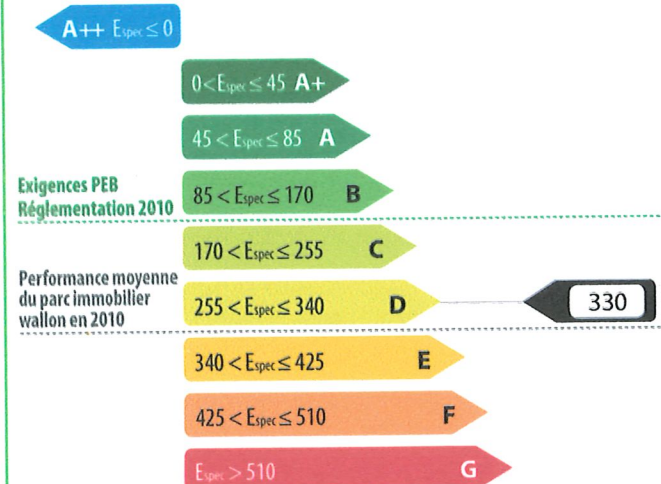 A++ Espec ≤ 0
0 < Espec ≤ 45 A+
45 < Espec ≤ 85 A
Exigences PEB
Réglementation 2010
85 < Espec ≤ 170 B
170 < Espec ≤ 255 C
Performance moyenne
du parc immobilier
wallon en 2010
255 < Espec ≤ 340 D
330
340 < Espec ≤ 425 E
425 < Espec ≤ 510 F
Espec > 510 G